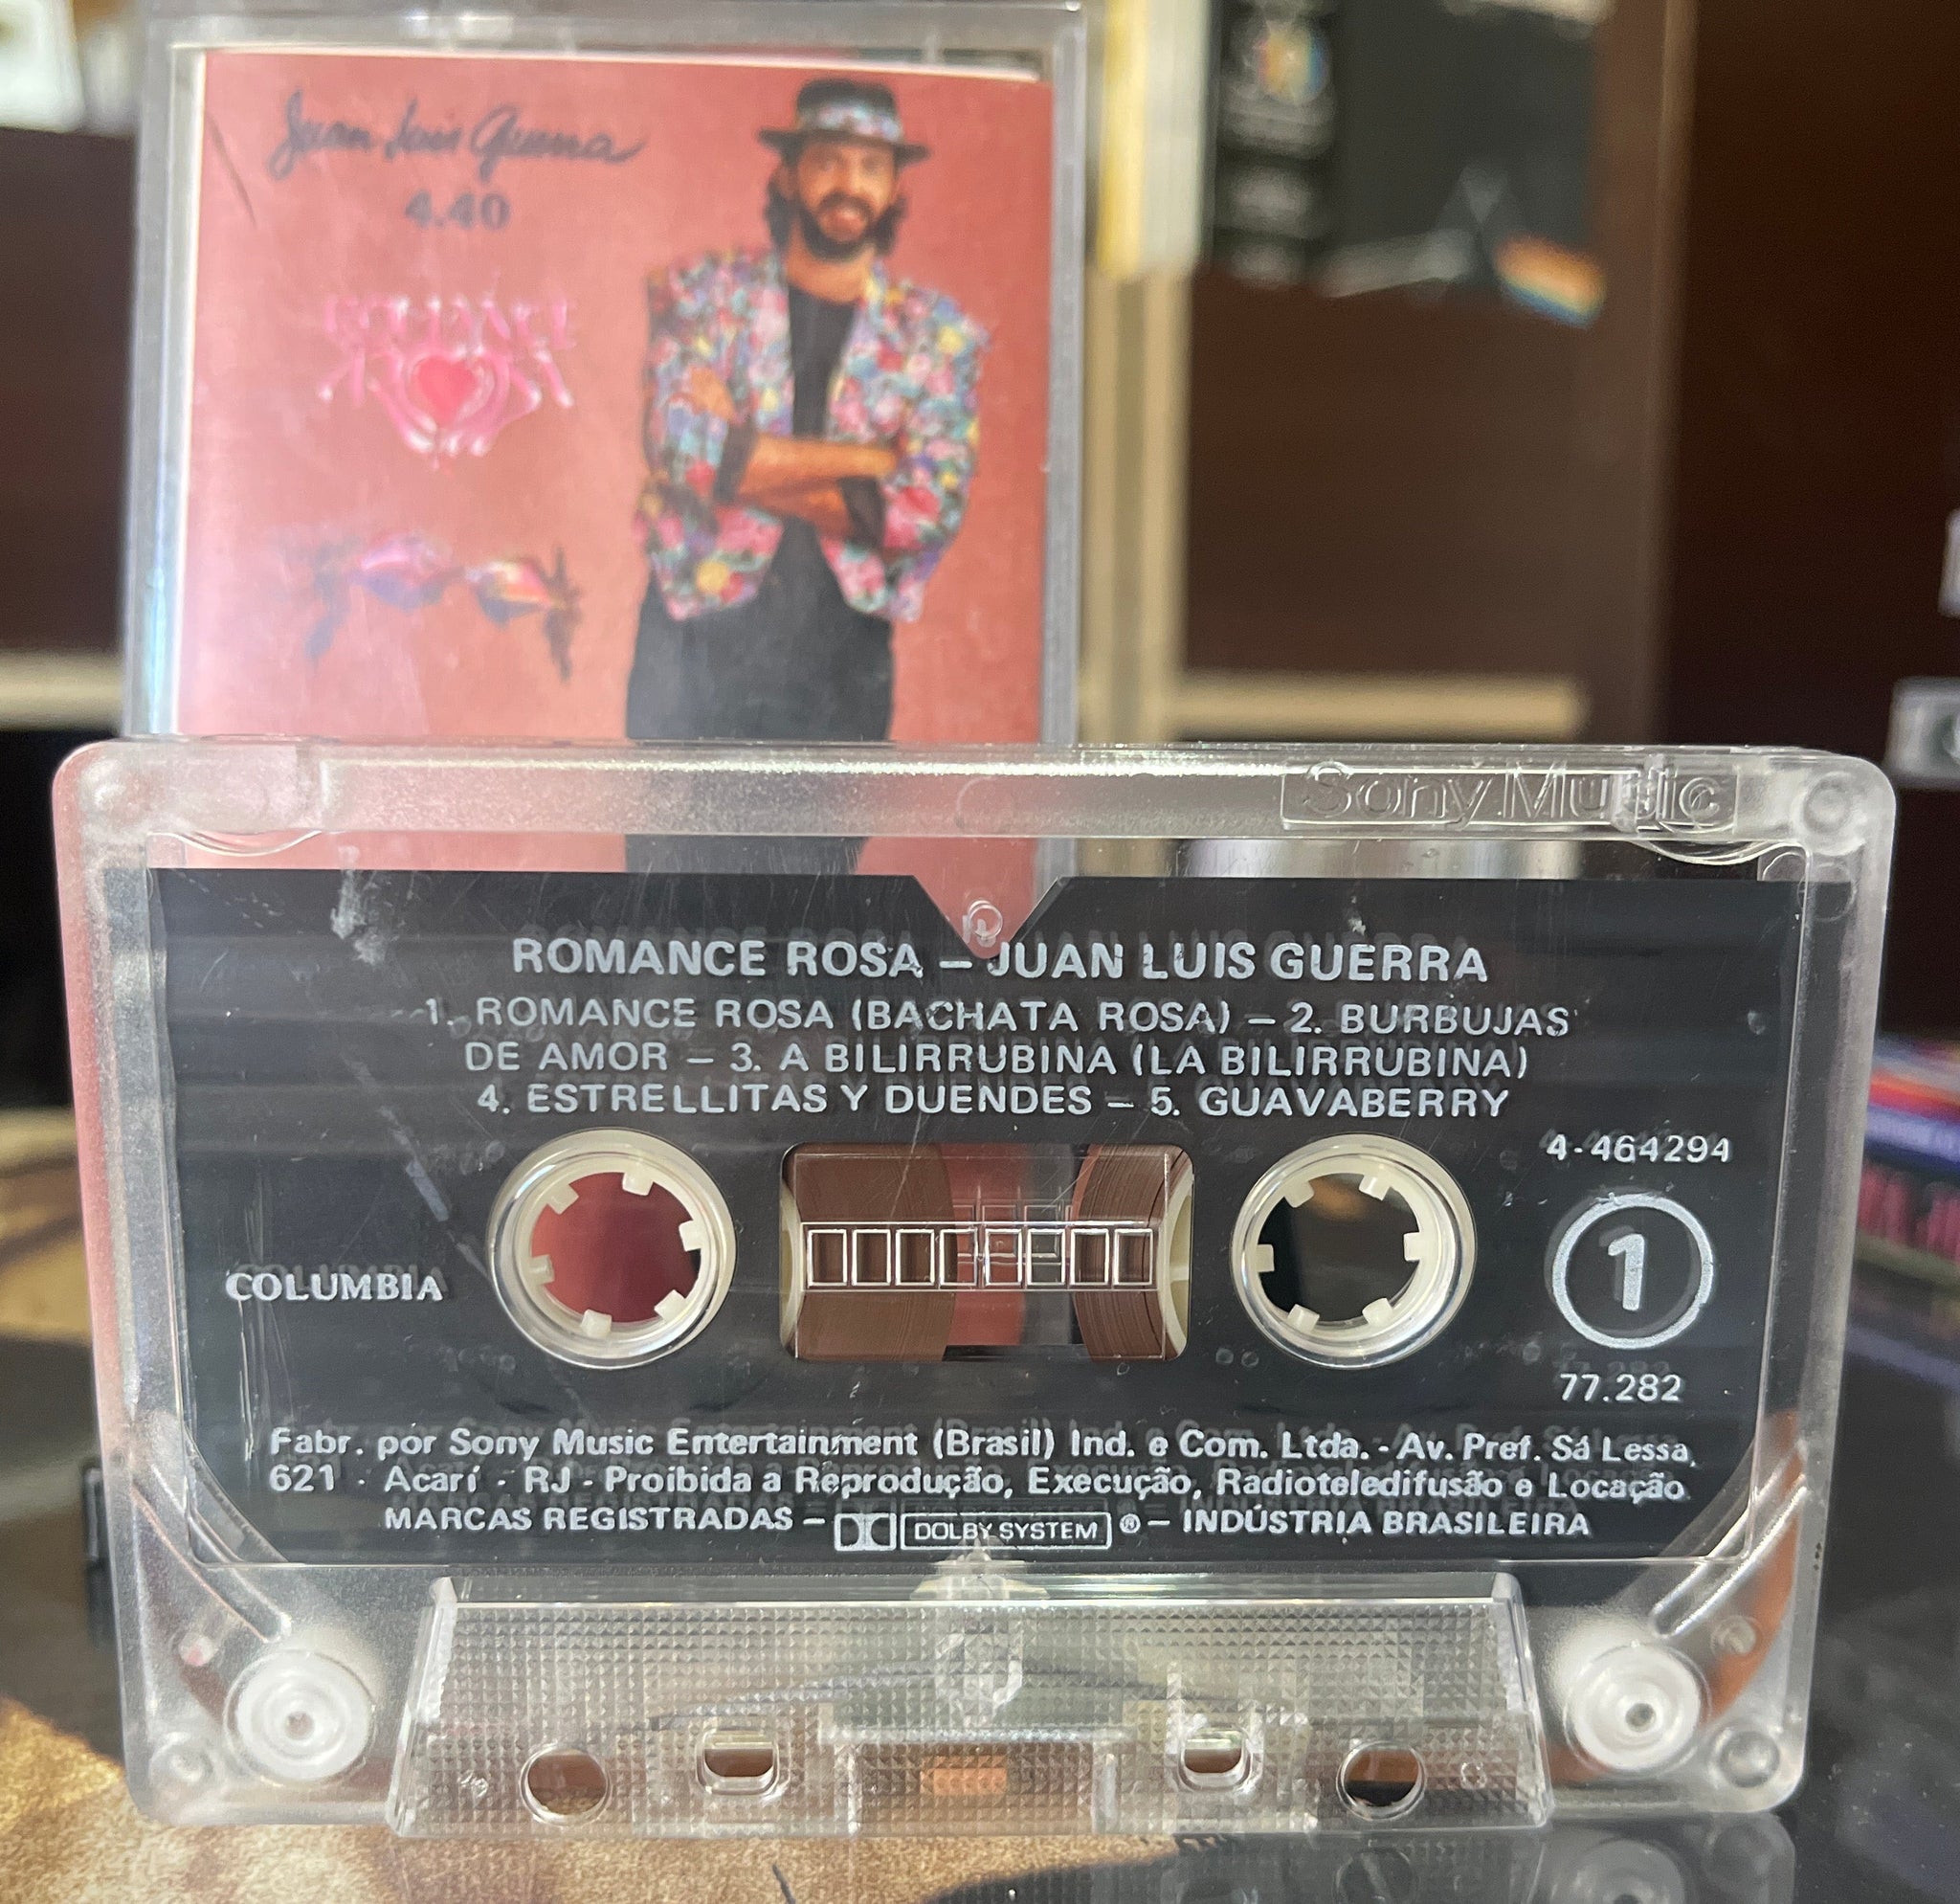 Juan Luis Guerra
4.40
ROMANCE
ROSA
Sony Music
ROMANCE ROSA – JUAN LUIS GUERRA
1. ROMANCE ROSA (BACHATA ROSA) – 2. BURBUJAS
DE AMOR – 3. A BILIRRUBINA (LA BILIRRUBINA)
4. ESTRELLITAS Y DUENDES – 5. GUAVABERRY
4-464294
COLUMBIA
1
77.282
Fabr. por Sony Music Entertainment (Brasil) Ind. e Com. Ltda. - Av. Pref. Sá Lessa,
621 - Acarí - RJ - Proibida a Reprodução, Execução, Radioteledifusão e Locação
MARCAS REGISTRADAS – DOLBY SYSTEM ® – INDÚSTRIA BRASILEIRA